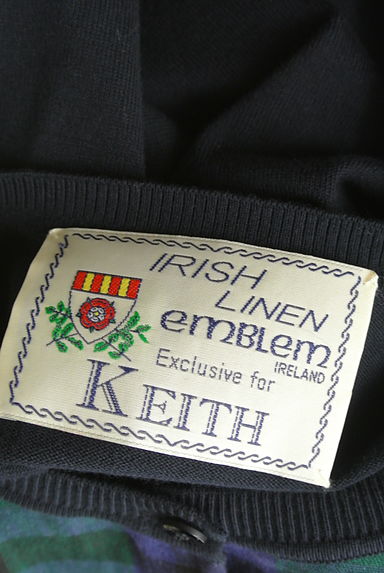 IRISH
LINEN
emBLem
IRELAND
Exclusive for
KEITH